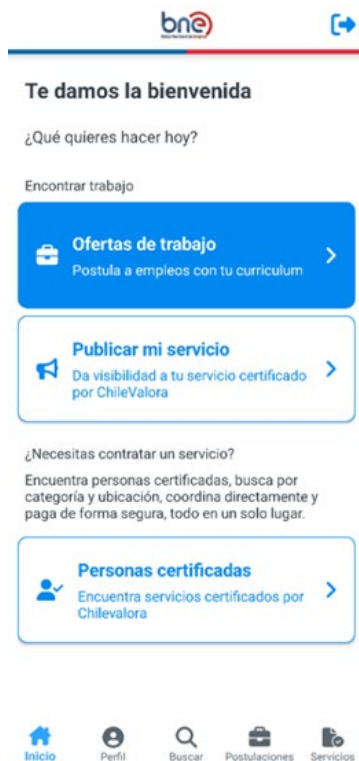 bne
Te damos la bienvenida
¿Qué quieres hacer hoy?
Encontrar trabajo
Ofertas de trabajo
Postula a empleos con tu curriculum
Publicar mi servicio
Da visibilidad a tu servicio certificado
por ChileValora
¿Necesitas contratar un servicio?
Encuentra personas certificadas, busca por
categoría y ubicación, coordina directamente y
paga de forma segura, todo en un solo lugar.
Personas certificadas
Encuentra servicios certificados por
Chilevalora
Inicio Perfil Buscar Postulaciones Servicios